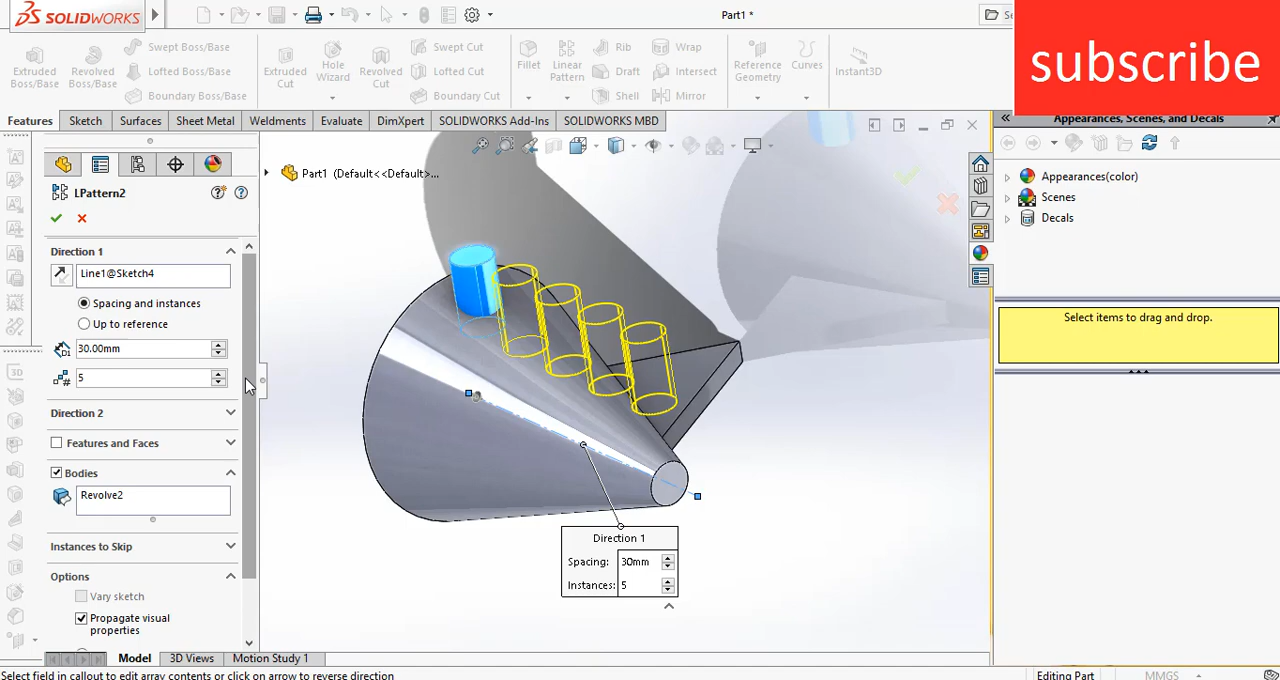 SOLIDWORKS
Part1 *
subscribe
Extruded Boss/Base
Revolved Boss/Base
Swept Boss/Base
Lofted Boss/Base
Boundary Boss/Base
Extruded Cut
Hole Wizard
Revolved Cut
Swept Cut
Lofted Cut
Boundary Cut
Fillet
Linear Pattern
Rib
Draft
Shell
Wrap
Intersect
Mirror
Reference Geometry
Curves
Instant3D
Features
Sketch
Surfaces
Sheet Metal
Weldments
Evaluate
DimXpert
SOLIDWORKS Add-Ins
SOLIDWORKS MBD
Appearances, Scenes, and Decals
Part1 (Default<<Default>...
LPattern2
Direction 1
Line1@Sketch4
Spacing and instances
Up to reference
30.00mm
5
Direction 2
Features and Faces
Bodies
Revolve2
Instances to Skip
Options
Vary sketch
Propagate visual
properties
Direction 1
Spacing: 30mm
Instances: 5
Appearances(color)
Scenes
Decals
Select items to drag and drop.
Model
3D Views
Motion Study 1
Select field in callout to edit array contents or click on arrow to reverse direction
Editing Part
MMGS